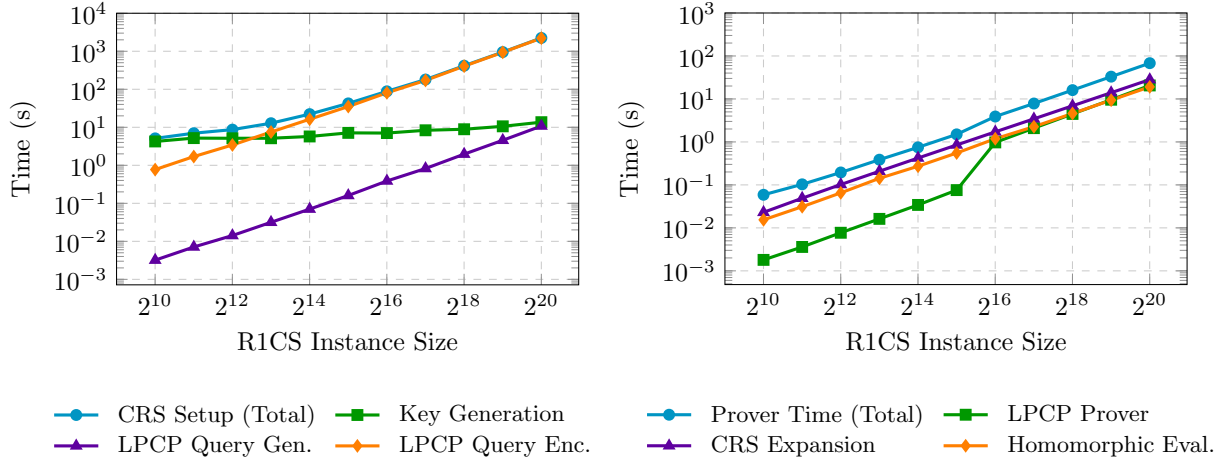 10^4
10^3
10^2
10^1
10^0
10^-1
10^-2
10^-3
Time (s)
2^10 2^12 2^14 2^16 2^18 2^20
R1CS Instance Size
CRS Setup (Total) Key Generation
LPCP Query Gen. LPCP Query Enc.
10^3
10^2
10^1
10^0
10^-1
10^-2
10^-3
Time (s)
2^10 2^12 2^14 2^16 2^18 2^20
R1CS Instance Size
Prover Time (Total) LPCP Prover
CRS Expansion Homomorphic Eval.